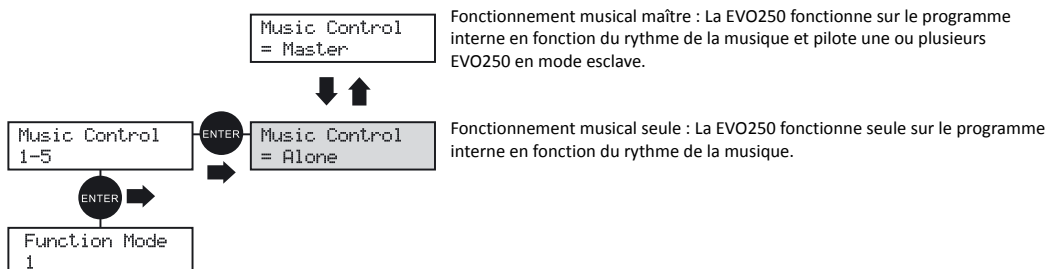 Music Control
= Master
Fonctionnement musical maître : La EVO250 fonctionne sur le programme
interne en fonction du rythme de la musique et pilote une ou plusieurs
EVO250 en mode esclave.
Music Control
1-5
ENTER
Music Control
= Alone
Fonctionnement musical seule : La EVO250 fonctionne seule sur le programme
interne en fonction du rythme de la musique.
ENTER
Function Mode
1